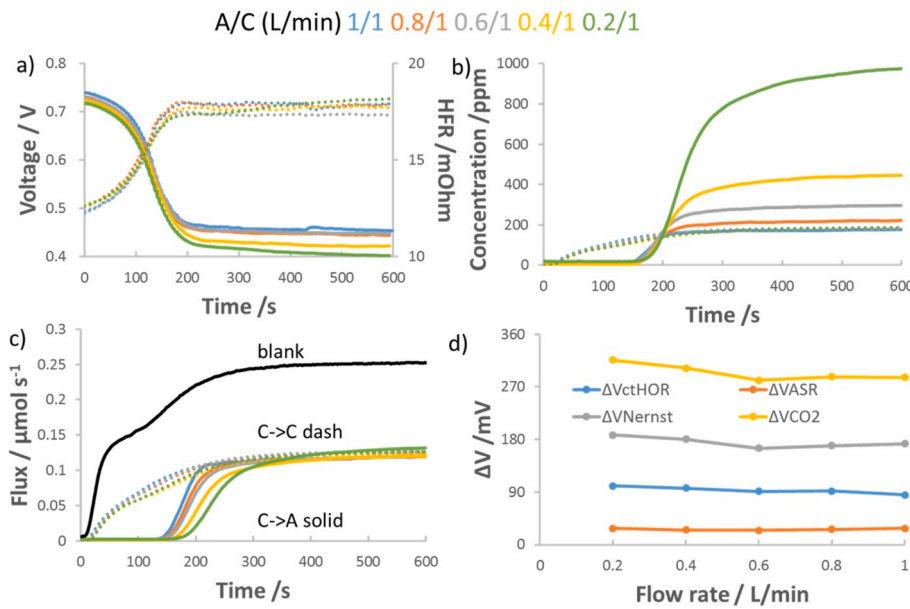 A/C (L/min) 1/1 0.8/1 0.6/1 0.4/1 0.2/1
a)
0.8
0.7
0.6
0.5
0.4
Voltage / V
20
15
10
HFR / mOhm
0 100 200 300 400 500 600
Time /s
b)
1000
800
600
400
200
0
Concentration /ppm
0 100 200 300 400 500 600
Time /s
c)
0.3
0.25
0.2
0.15
0.1
0.05
0
Flux / µmol s⁻¹
blank
C->C dash
C->A solid
0 100 200 300 400 500 600
Time /s
d)
360
270
180
90
0
ΔV /mV
ΔVctHOR
ΔVASR
ΔVNernst
ΔVCO2
0 0.2 0.4 0.6 0.8 1
Flow rate / L/min